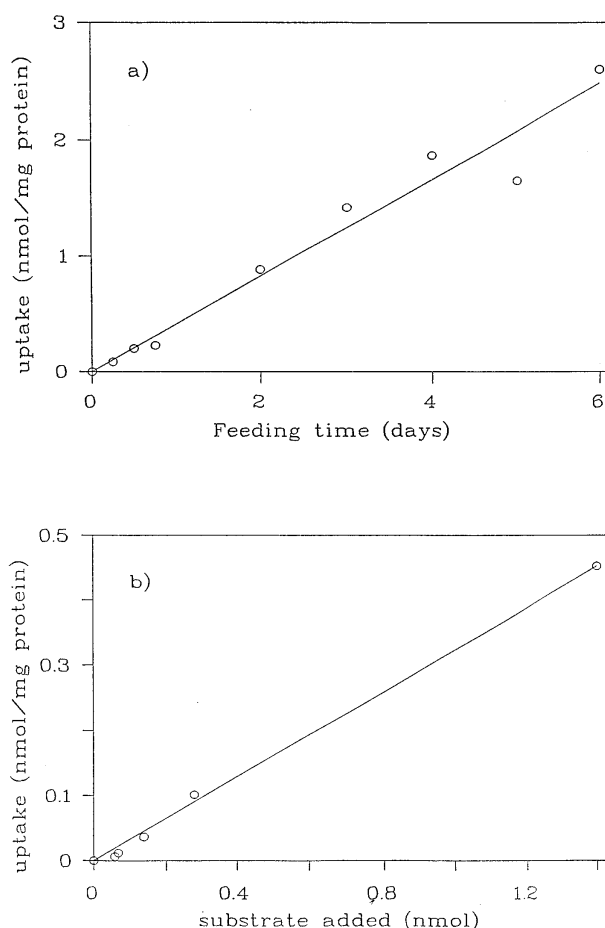 3
a)
2
1
0
uptake (nmol/mg protein)
0 2 4 6
Feeding time (days)
0.5
b)
0.3
0.1
0
uptake (nmol/mg protein)
0 0.4 0.8 1.2
substrate added (nmol)